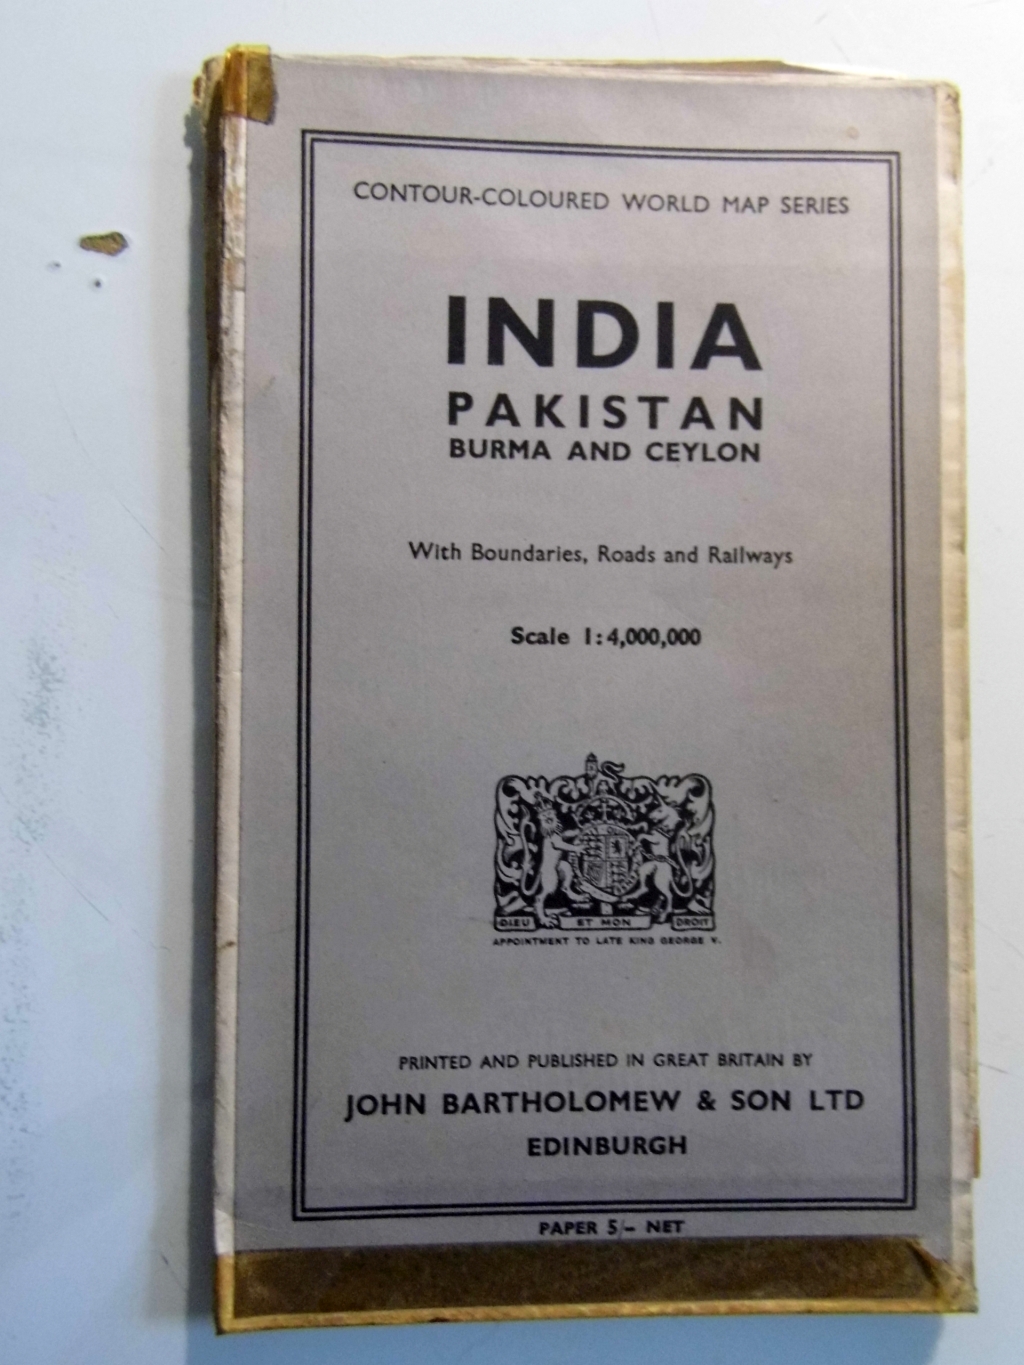 CONTOUR-COLOURED WORLD MAP SERIES
INDIA
PAKISTAN
BURMA AND CEYLON
With Boundaries, Roads and Railways
Scale 1:4,000,000
DIEU ET MON DROIT
APPOINTMENT TO LATE KING GEORGE V.
PRINTED AND PUBLISHED IN GREAT BRITAIN BY
JOHN BARTHOLOMEW & SON LTD
EDINBURGH
PAPER 5/- NET